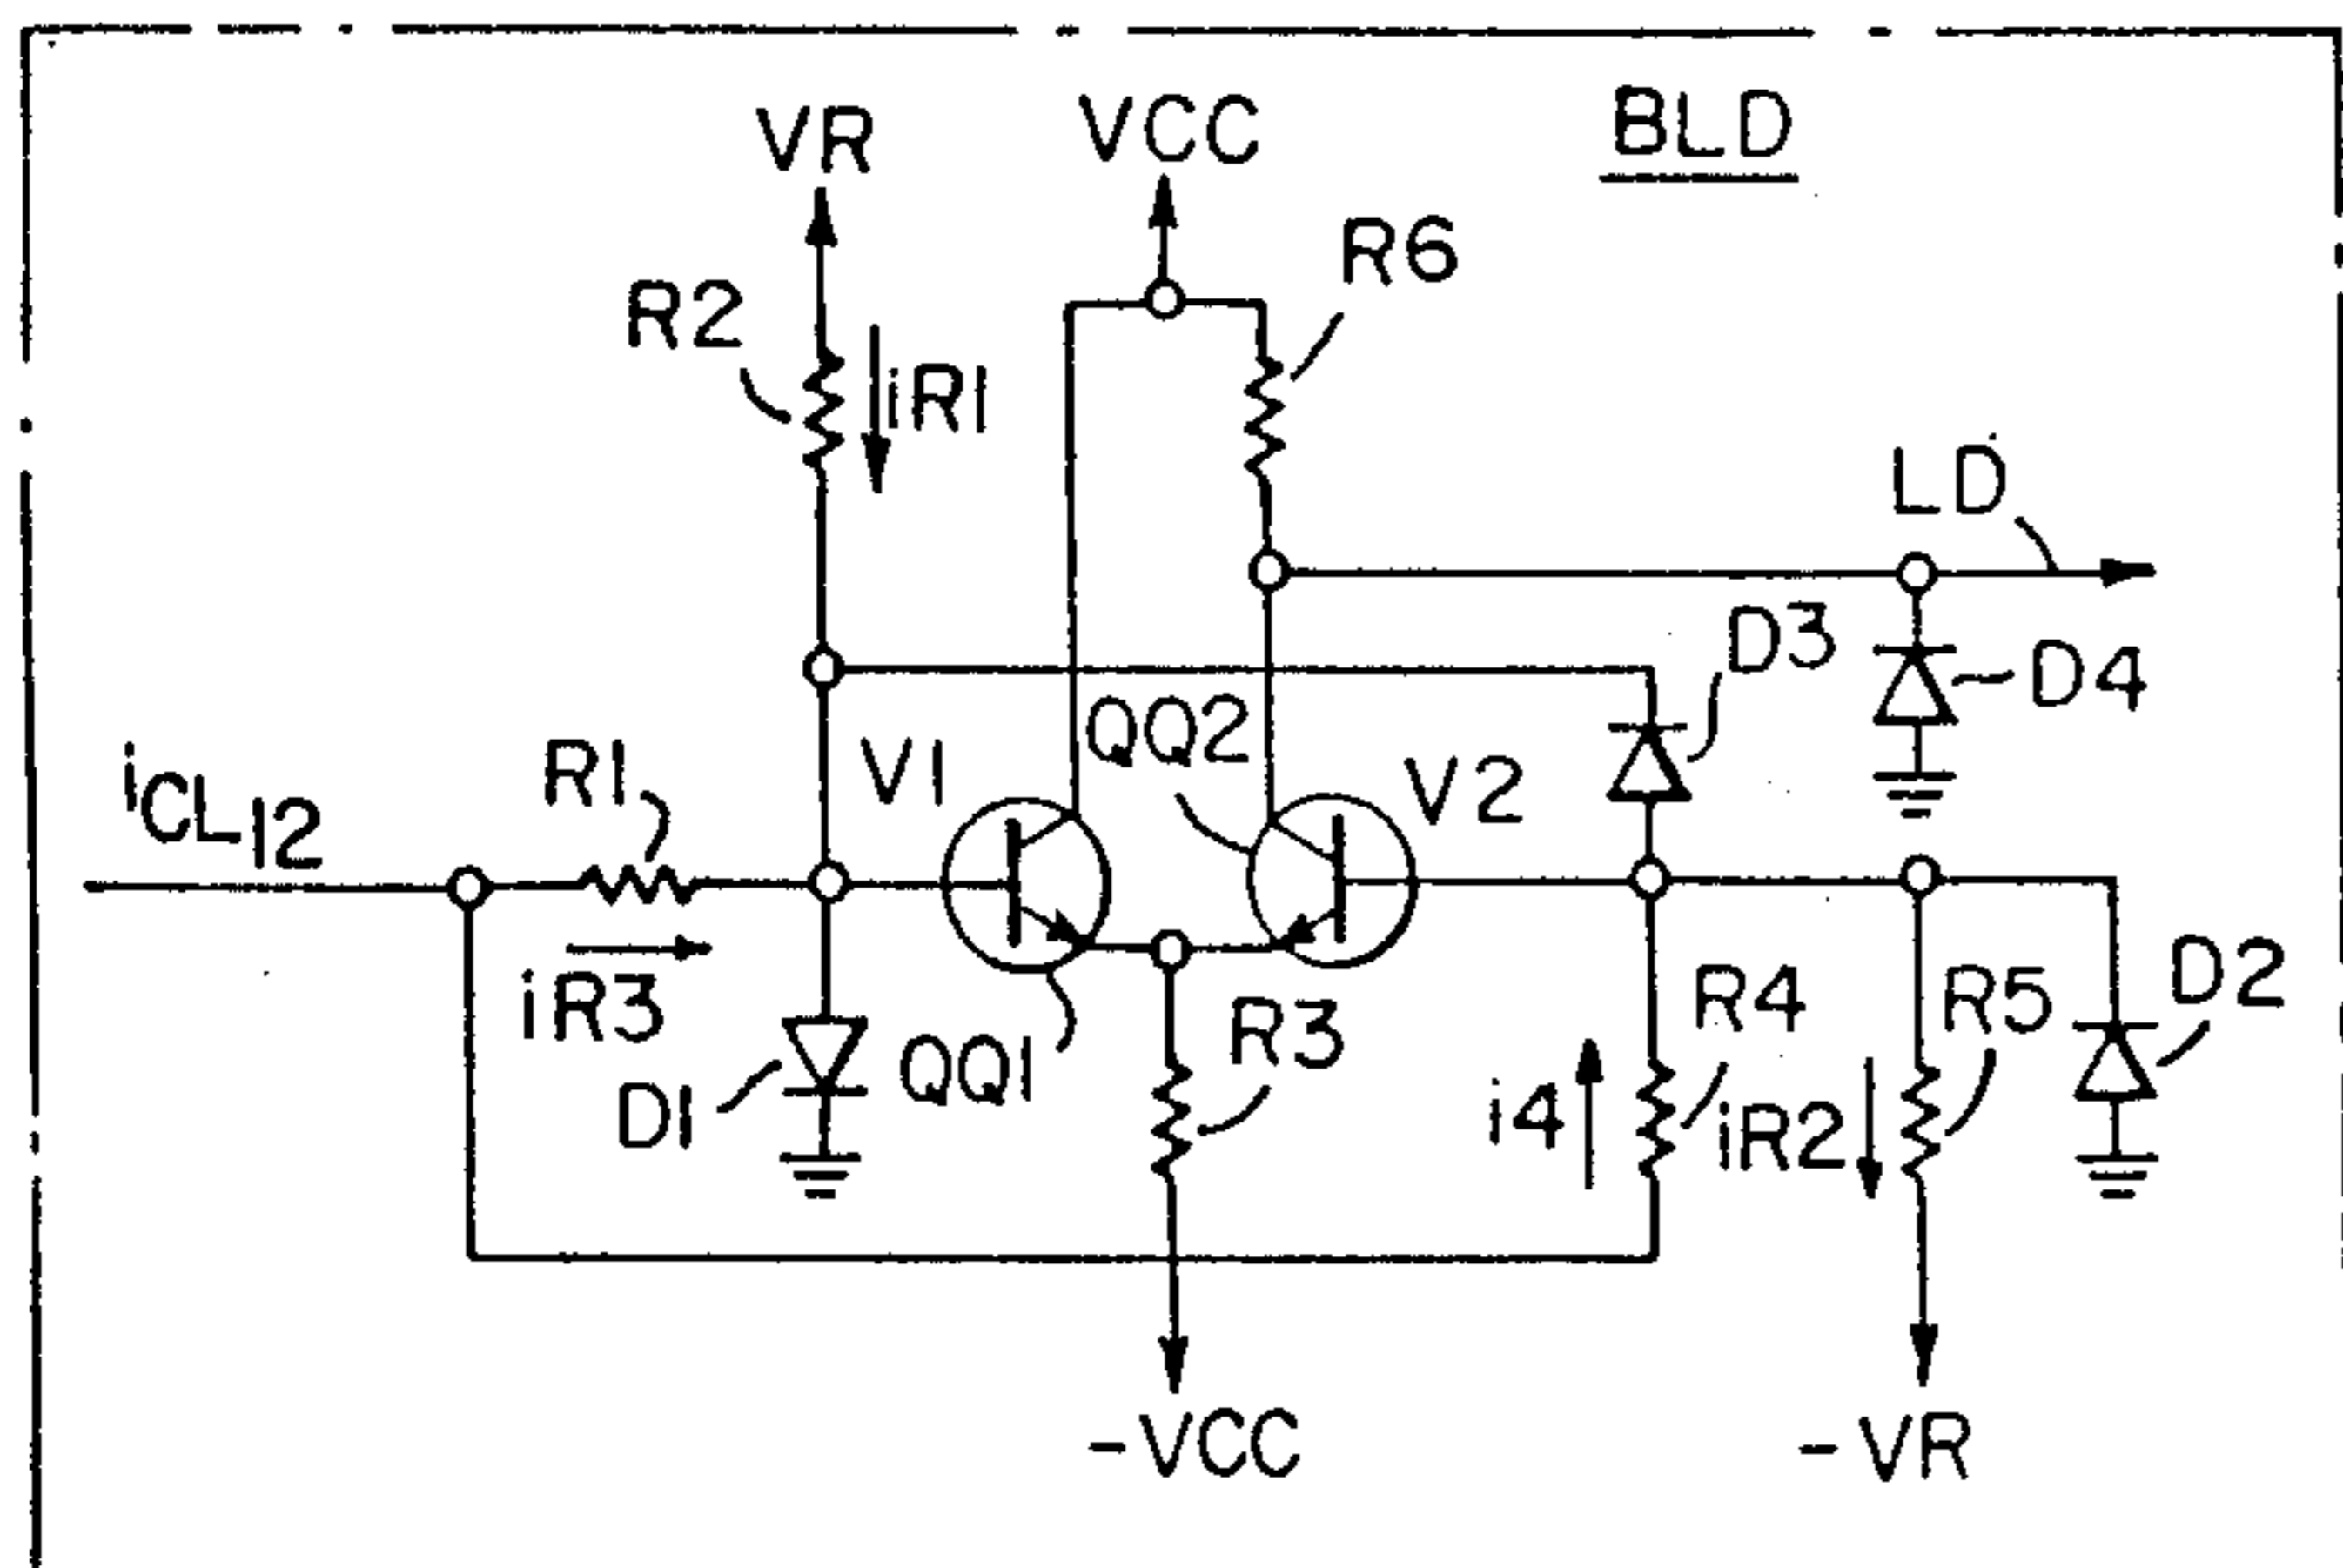 VR
VCC
BLD
R2
iR1
R6
LD
D3
D4
iCL12
R1
V1
QQ2
V2
iR3
D1
QQ1
R3
i4
R4
iR2
R5
D2
-VCC
-VR